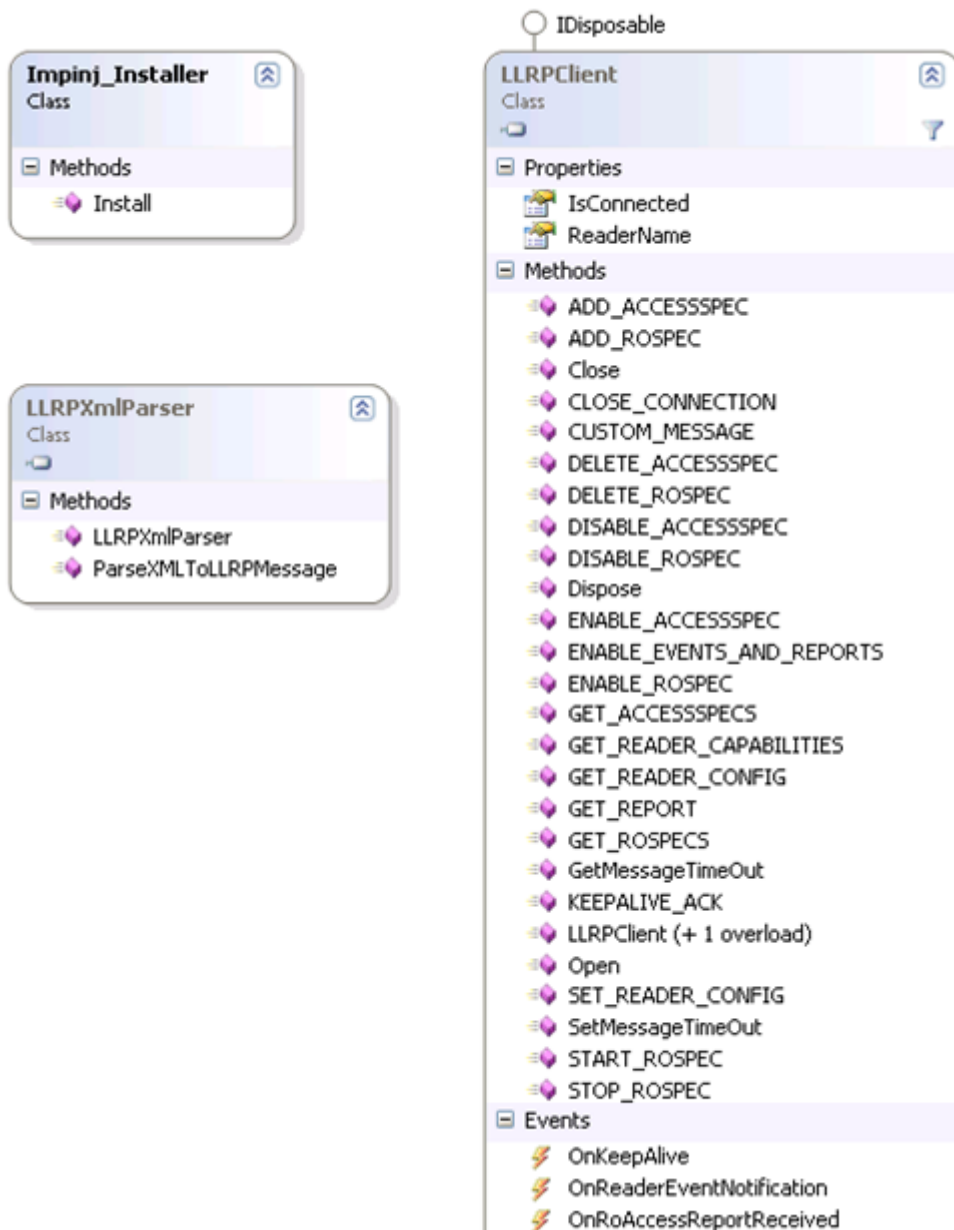 Impinj_Installer
Class
Methods
Install
LLRPXmlParser
Class
Methods
LLRPXmlParser
ParseXMLToLLRPMessage
IDisposable
LLRPClient
Class
Properties
IsConnected
ReaderName
Methods
ADD_ACCESSSPEC
ADD_ROSPEC
Close
CLOSE_CONNECTION
CUSTOM_MESSAGE
DELETE_ACCESSSPEC
DELETE_ROSPEC
DISABLE_ACCESSSPEC
DISABLE_ROSPEC
Dispose
ENABLE_ACCESSSPEC
ENABLE_EVENTS_AND_REPORTS
ENABLE_ROSPEC
GET_ACCESSSPECS
GET_READER_CAPABILITIES
GET_READER_CONFIG
GET_REPORT
GET_ROSPECS
GetMessageTimeOut
KEEPALIVE_ACK
LLRPClient (+ 1 overload)
Open
SET_READER_CONFIG
SetMessageTimeOut
START_ROSPEC
STOP_ROSPEC
Events
OnKeepAlive
OnReaderEventNotification
OnRoAccessReportReceived